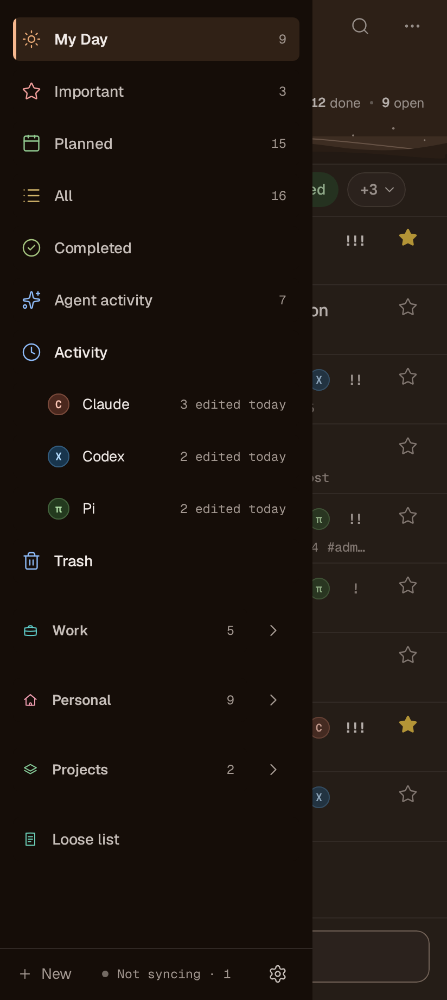 My Day 9
12 done • 9 open
Important 3
Planned 15
All 16
ed +3
Completed
!!!
Agent activity 7
on
Activity
C Claude 3 edited today
X !!
X Codex 2 edited today
ost
π Pi 2 edited today
π !!
4 #adm…
Trash
π !
Work 5
Personal 9
C !!!
Projects 2
X
Loose list
+ New
Not syncing · 1